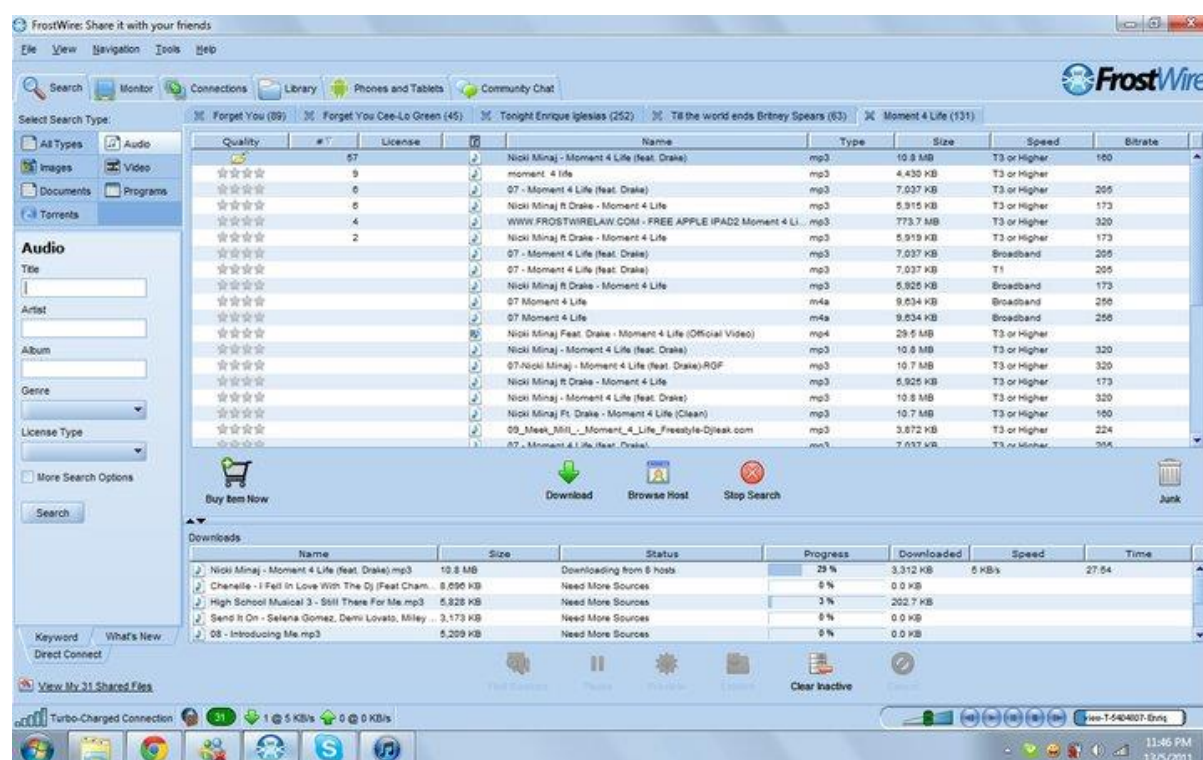 FrostWire: Share it with your friends
File View Navigation Tools Help
Search Monitor Connections Library Phones and Tablets Community Chat
FrostWire
Select Search Type:
All Types Audio
Images Video
Documents Programs
Torrents
Audio
Title
Artist
Album
Genre
License Type
More Search Options
Search
Keyword What's New
Direct Connect
View My 31 Shared Files
Forget You (89) Forget You Cee-Lo Green (45) Tonight Enrique Iglesias (252) Till the world ends Britney Spears (63) Moment 4 Life (131)
Quality # License Name Type Size Speed Bitrate
67 Nicki Minaj - Moment 4 Life (feat. Drake) mp3 10.8 MB T3 or Higher 160
9 moment 4 life mp3 4,430 KB T3 or Higher
6 07 - Moment 4 Life (feat. Drake) mp3 7,037 KB T3 or Higher 205
6 Nicki Minaj ft Drake - Moment 4 Life mp3 5,915 KB T3 or Higher 173
4 WWW.FROSTWIRELAW.COM - FREE APPLE IPAD2 Moment 4 Li... mp3 773.7 MB T3 or Higher 320
2 Nicki Minaj ft Drake - Moment 4 Life mp3 5,919 KB T3 or Higher 173
07 - Moment 4 Life (feat. Drake) mp3 7,037 KB Broadband 205
07 - Moment 4 Life (feat. Drake) mp3 7,037 KB T1 205
Nicki Minaj ft Drake - Moment 4 Life mp3 5,925 KB Broadband 173
07 Moment 4 Life m4a 9,634 KB Broadband 256
07 Moment 4 Life m4a 9,634 KB Broadband 256
Nicki Minaj Feat. Drake - Moment 4 Life (Official Video) mp4 29.5 MB T3 or Higher
Nicki Minaj - Moment 4 Life (feat. Drake) mp3 10.8 MB T3 or Higher 320
07-Nicki Minaj - Moment 4 Life (feat. Drake)-RGF mp3 10.7 MB T3 or Higher 320
Nicki Minaj ft Drake - Moment 4 Life mp3 5,925 KB T3 or Higher 173
Nicki Minaj - Moment 4 Life (feat. Drake) mp3 10.8 MB T3 or Higher 320
Nicki Minaj Ft. Drake - Moment 4 Life (Clean) mp3 10.7 MB T3 or Higher 160
09_Meek_Mill_-_Moment_4_Life_Freestyle-Djleak.com mp3 3,872 KB T3 or Higher 224
07 - Moment 4 Life (feat. Drake) mp3 7,037 KB T3 or Higher 205
Buy Item Now Download Browse Host Stop Search Junk
Downloads
Name Size Status Progress Downloaded Speed Time
Nicki Minaj - Moment 4 Life (feat. Drake).mp3 10.8 MB Downloading from 8 hosts 29 % 3,312 KB 5 KB/s 27:54
Chenelle - I Fell In Love With The Dj (Feat Cham... 8,696 KB Need More Sources 0 % 0.0 KB
High School Musical 3 - Still There For Me.mp3 5,828 KB Need More Sources 3 % 202.7 KB
Send It On - Selena Gomez, Demi Lovato, Miley ... 3,173 KB Need More Sources 0 % 0.0 KB
08 - Introducing Me.mp3 5,209 KB Need More Sources 0 % 0.0 KB
Clear Inactive
Turbo-Charged Connection 31 1 @ 5 KB/s 0 @ 0 KB/s
11:46 PM
13/5/2011